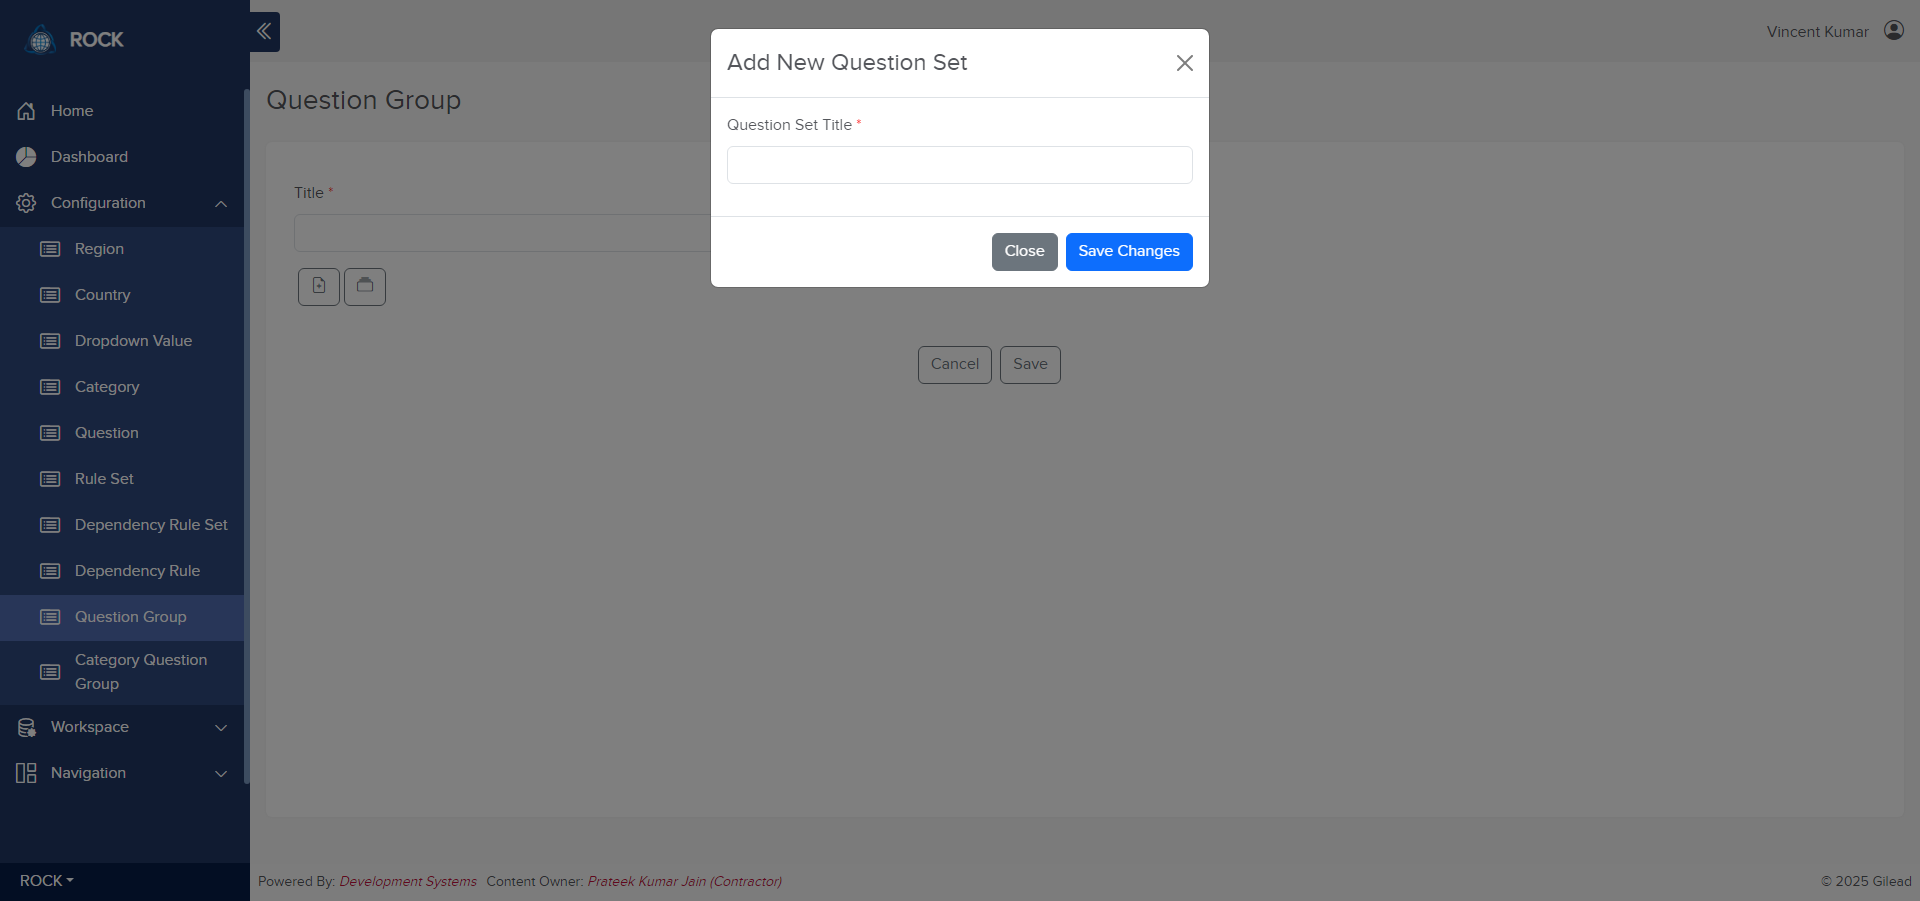 ROCK
Vincent Kumar
Home
Dashboard
Configuration
Region
Country
Dropdown Value
Category
Question
Rule Set
Dependency Rule Set
Dependency Rule
Question Group
Category Question
Group
Workspace
Navigation
ROCK
Question Group
Title *
Cancel
Save
Add New Question Set
Question Set Title *
Close
Save Changes
Powered By: Development Systems Content Owner: Prateek Kumar Jain (Contractor)
© 2025 Gilead